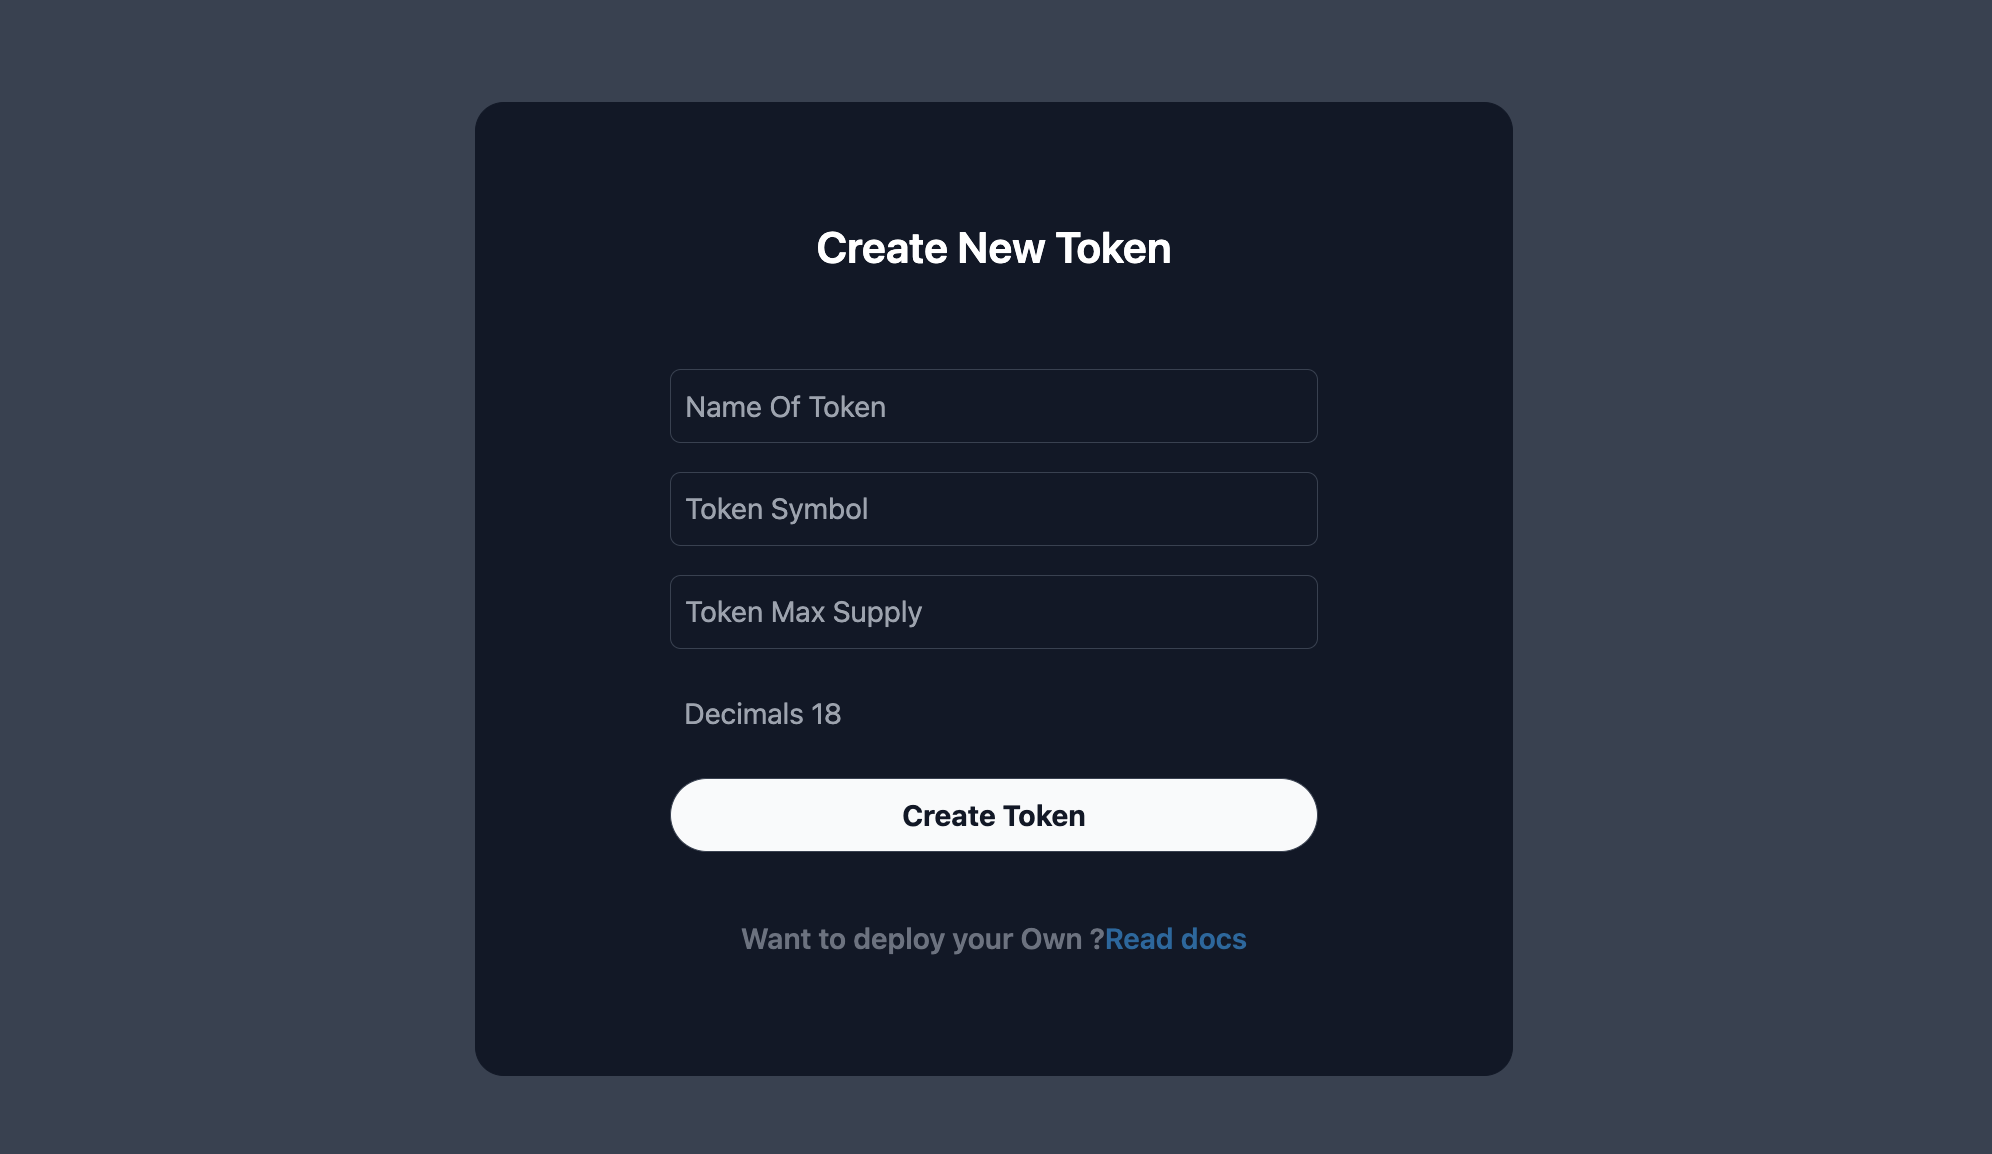 Create New Token
Name Of Token
Token Symbol
Token Max Supply
Decimals 18
Create Token
Want to deploy your Own ?Read docs